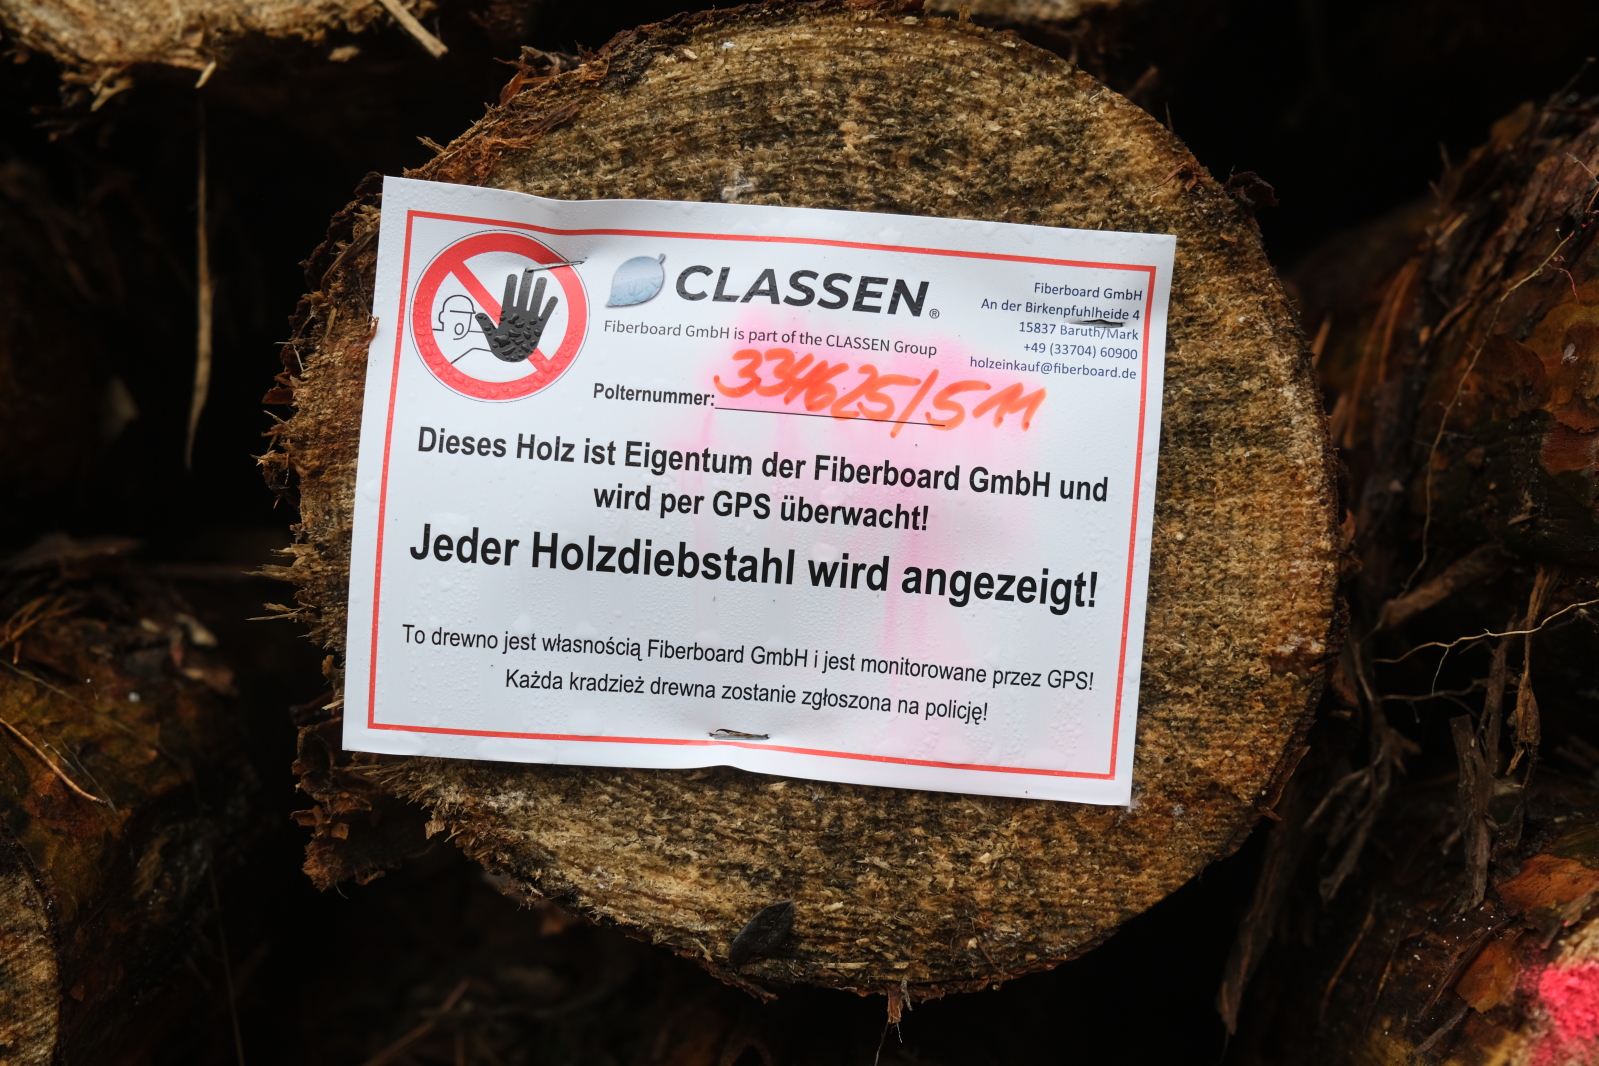 CLASSEN®
Fiberboard GmbH is part of the CLASSEN Group
Fiberboard GmbH
An der Birkenpfuhlheide 4
15837 Baruth/Mark
+49 (33704) 60900
holzeinkauf@fiberboard.de
Polternummer: 334625/5 11
Dieses Holz ist Eigentum der Fiberboard GmbH und
wird per GPS überwacht!
Jeder Holzdiebstahl wird angezeigt!
To drewno jest własnością Fiberboard GmbH i jest monitorowane przez GPS!
Każda kradzież drewna zostanie zgłoszona na policję!